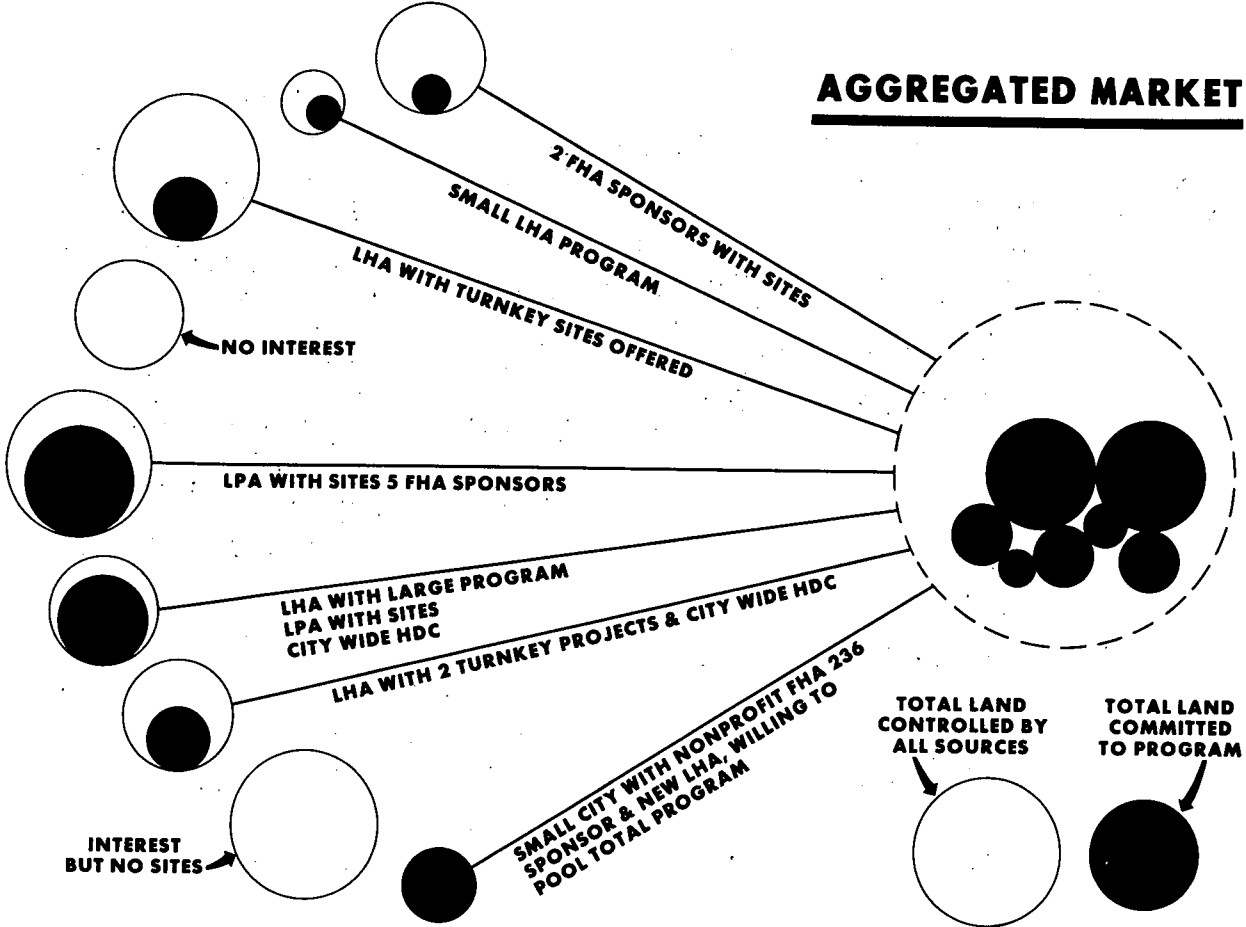 AGGREGATED MARKET
2 FHA SPONSORS WITH SITES
SMALL LHA PROGRAM
LHA WITH TURNKEY SITES OFFERED
NO INTEREST
LPA WITH SITES 5 FHA SPONSORS
LHA WITH LARGE PROGRAM
LPA WITH SITES
CITY WIDE HDC
LHA WITH 2 TURNKEY PROJECTS & CITY WIDE HDC
SMALL CITY WITH NONPROFIT FHA 236
SPONSOR & NEW LHA, WILLING TO
POOL TOTAL PROGRAM
INTEREST
BUT NO SITES
TOTAL LAND
CONTROLLED BY
ALL SOURCES
TOTAL LAND
COMMITTED
TO PROGRAM